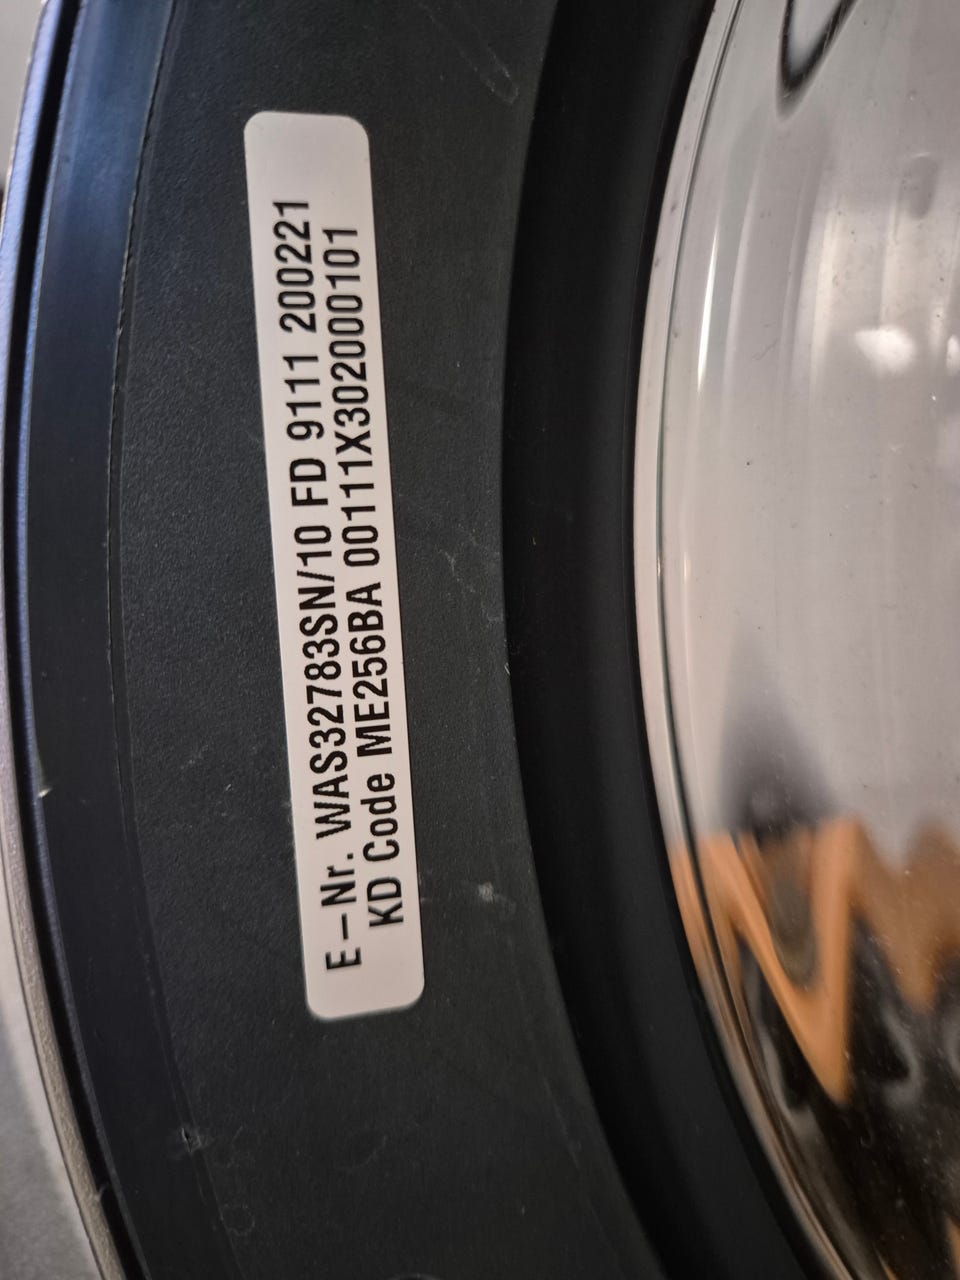 E-Nr. WAS32783SN/10 FD 9111 200221
KD Code ME256BA 00111X302000101